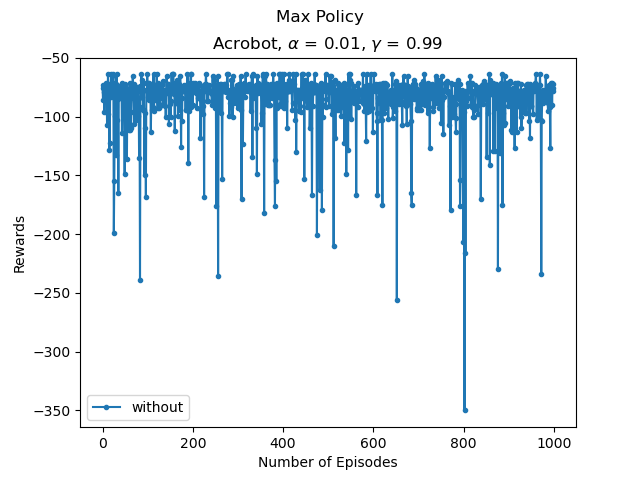 Max Policy
Acrobot, α = 0.01, γ = 0.99
Rewards
−50
−100
−150
−200
−250
−300
−350
without
0 200 400 600 800 1000
Number of Episodes